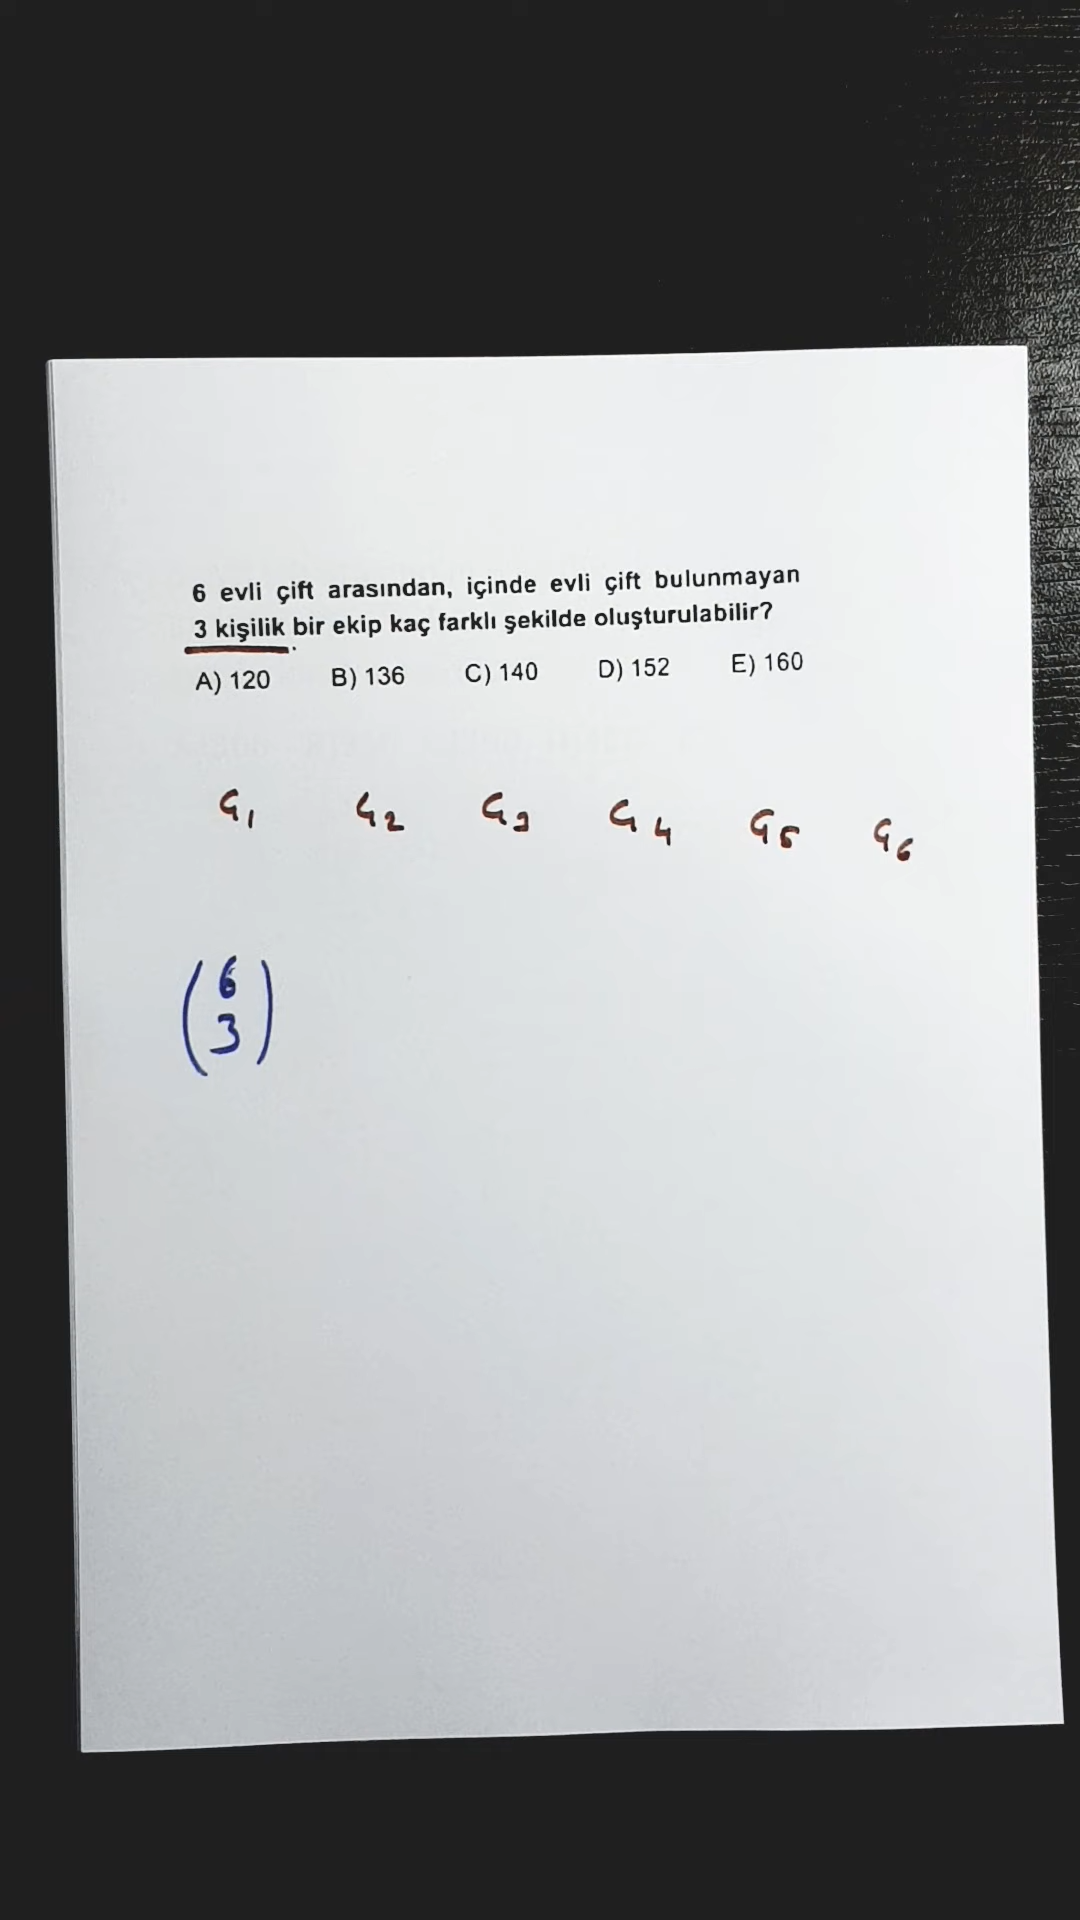 6 evli çift arasından, içinde evli çift bulunmayan
3 kişilik bir ekip kaç farklı şekilde oluşturulabilir?
A) 120 B) 136 C) 140 D) 152 E) 160
Ç1 Ç2 Ç3 Ç4 Ç5 Ç6
(6
3)